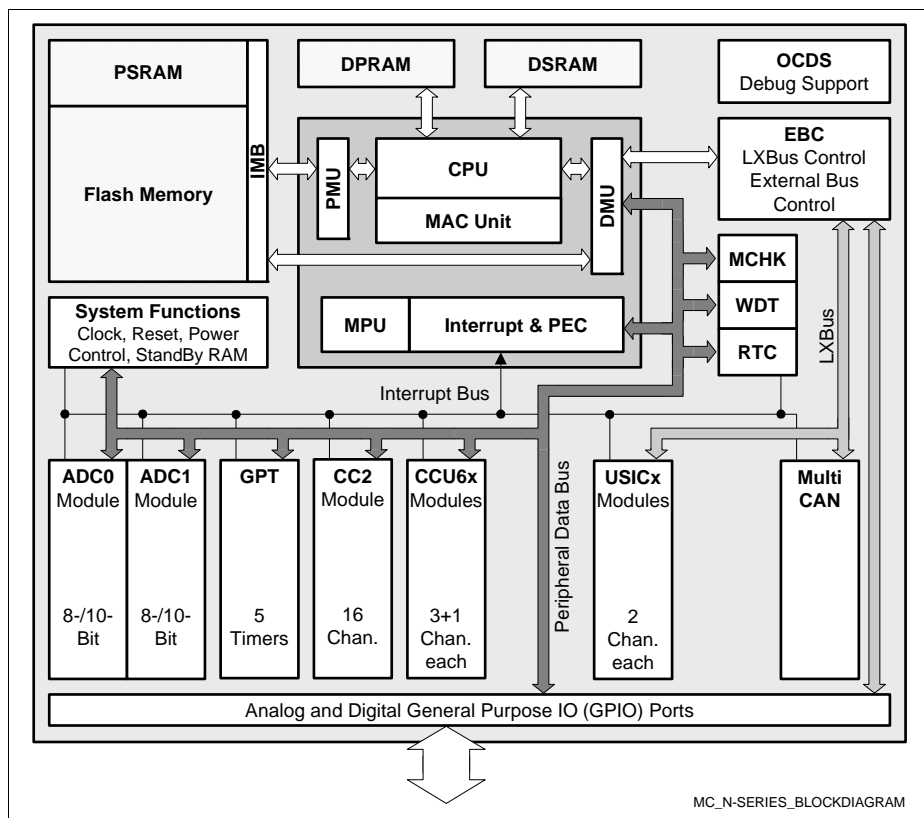 PSRAM
Flash Memory
IMB
DPRAM
DSRAM
OCDS
Debug Support
EBC
LXBus Control
External Bus
Control
PMU
CPU
MAC Unit
DMU
MCHK
WDT
RTC
System Functions
Clock, Reset, Power
Control, StandBy RAM
MPU
Interrupt & PEC
Interrupt Bus
LXBus
ADC0
Module
8-/10-
Bit
ADC1
Module
8-/10-
Bit
GPT
5
Timers
CC2
Module
16
Chan.
CCU6x
Modules
3+1
Chan.
each
Peripheral Data Bus
USICx
Modules
2
Chan.
each
Multi
CAN
Analog and Digital General Purpose IO (GPIO) Ports
MC_N-SERIES_BLOCKDIAGRAM